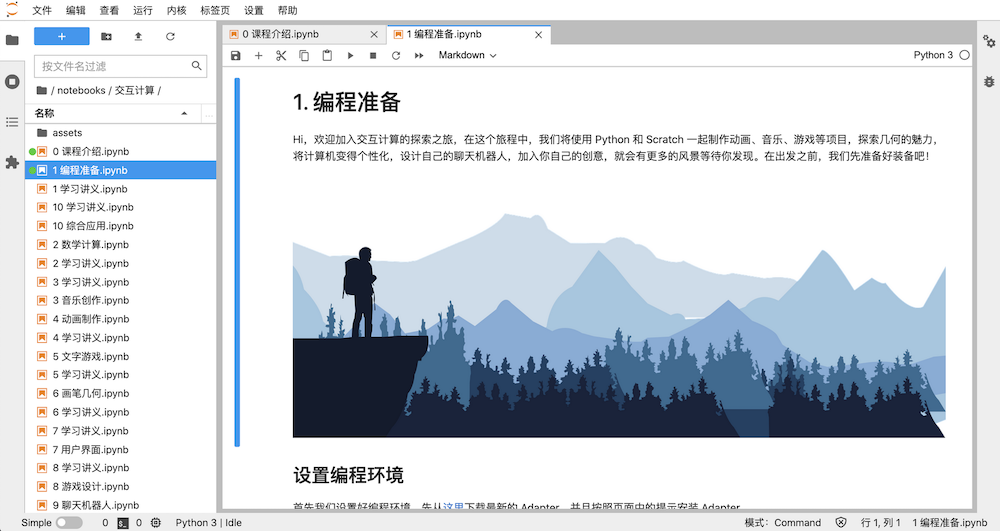 文件 编辑 查看 运行 内核 标签页 设置 帮助
按文件名过滤
/ notebooks / 交互计算 /
名称
assets
0 课程介绍.ipynb
1 编程准备.ipynb
1 学习讲义.ipynb
10 学习讲义.ipynb
10 综合应用.ipynb
2 数学计算.ipynb
2 学习讲义.ipynb
3 学习讲义.ipynb
3 音乐创作.ipynb
4 动画制作.ipynb
4 学习讲义.ipynb
5 文字游戏.ipynb
5 学习讲义.ipynb
6 画笔几何.ipynb
6 学习讲义.ipynb
7 学习讲义.ipynb
7 用户界面.ipynb
8 学习讲义.ipynb
8 游戏设计.ipynb
9 聊天机器人.ipynb
0 课程介绍.ipynb 1 编程准备.ipynb
Markdown Python 3
1. 编程准备
Hi，欢迎加入交互计算的探索之旅，在这个旅程中，我们将使用 Python 和 Scratch 一起制作动画、音乐、游戏等项目，探索几何的魅力，
将计算机变得个性化，设计自己的聊天机器人，加入你自己的创意，就会有更多的风景等待你发现。在出发之前，我们先准备好装备吧！
设置编程环境
首先我们设置好编程环境，先从这里下载最新的 Adapter，并且按照页面中的提示安装 Adapter
Simple 0 0 Python 3 | Idle 模式: Command 行 1, 列 1 1 编程准备.ipynb